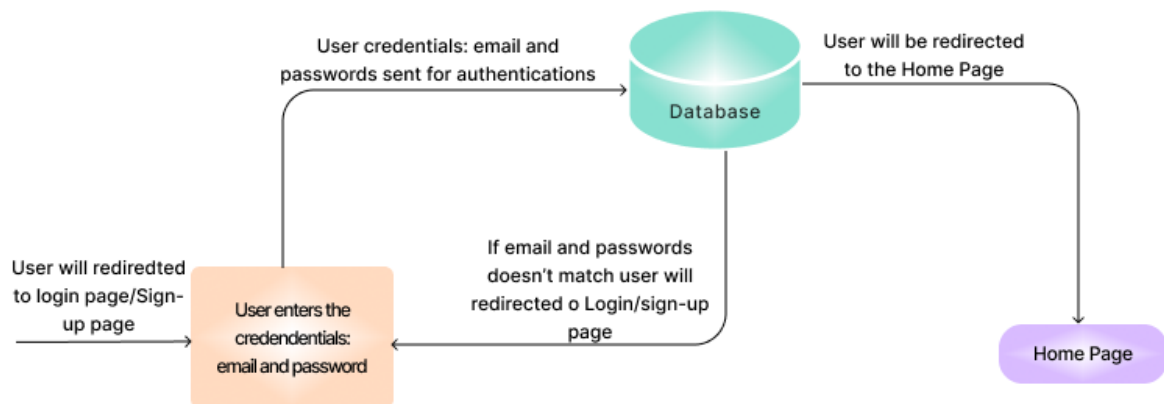 User credentials: email and
passwords sent for authentications
User will be redirected
to the Home Page
Database
If email and passwords
doesn't match user will
redirected o Login/sign-up
page
User will rediredted
to login page/Sign-
up page
User enters the
credendentials:
email and password
Home Page